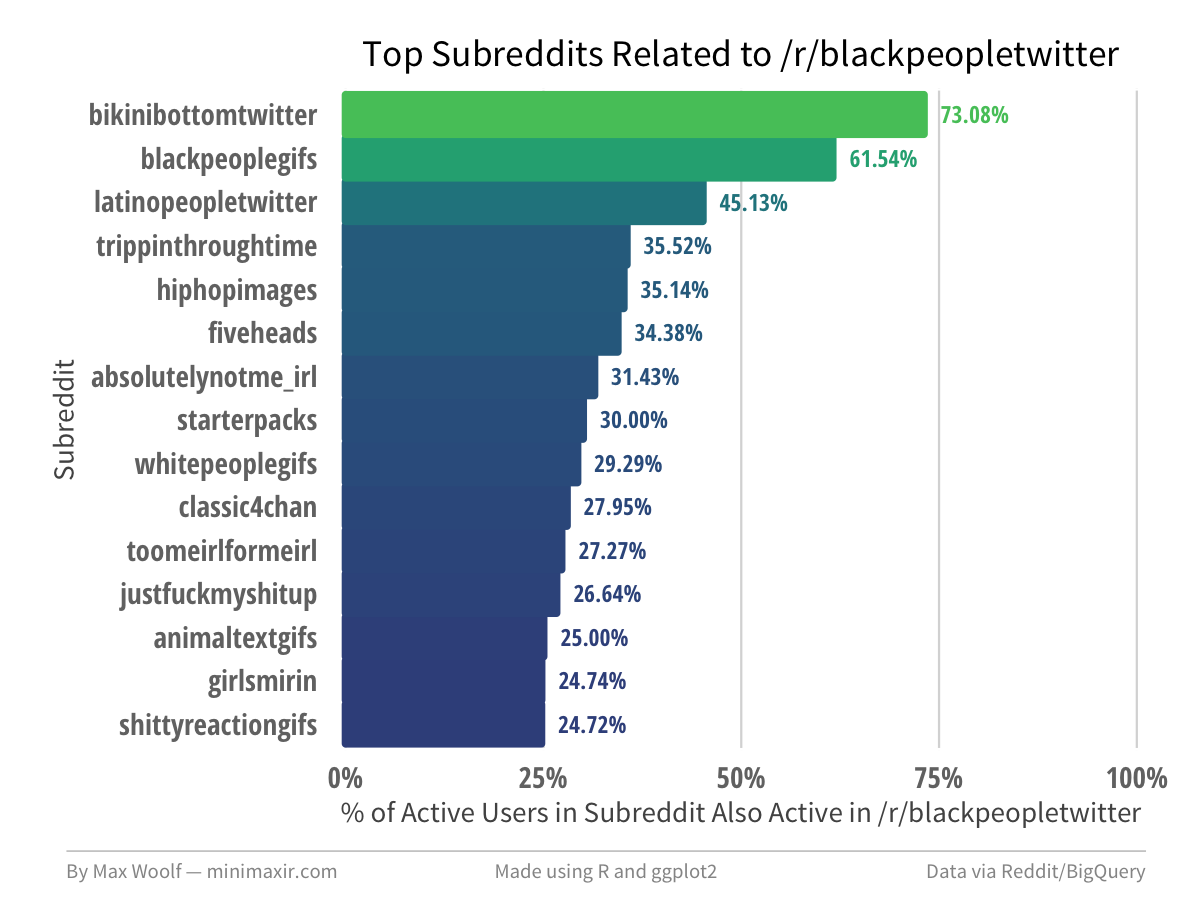 Top Subreddits Related to /r/blackpeopletwitter
bikinibottomtwitter 73.08%
blackpeoplegifs 61.54%
latinopeopletwitter 45.13%
trippinthroughtime 35.52%
hiphopimages 35.14%
fiveheads 34.38%
absolutelynotme_irl 31.43%
starterpacks 30.00%
whitepeoplegifs 29.29%
classic4chan 27.95%
toomeirlformeirl 27.27%
justfuckmyshitup 26.64%
animaltextgifs 25.00%
girlsmirin 24.74%
shittyreactiongifs 24.72%
Subreddit
0% 25% 50% 75% 100%
% of Active Users in Subreddit Also Active in /r/blackpeopletwitter
By Max Woolf — minimaxir.com Made using R and ggplot2 Data via Reddit/BigQuery